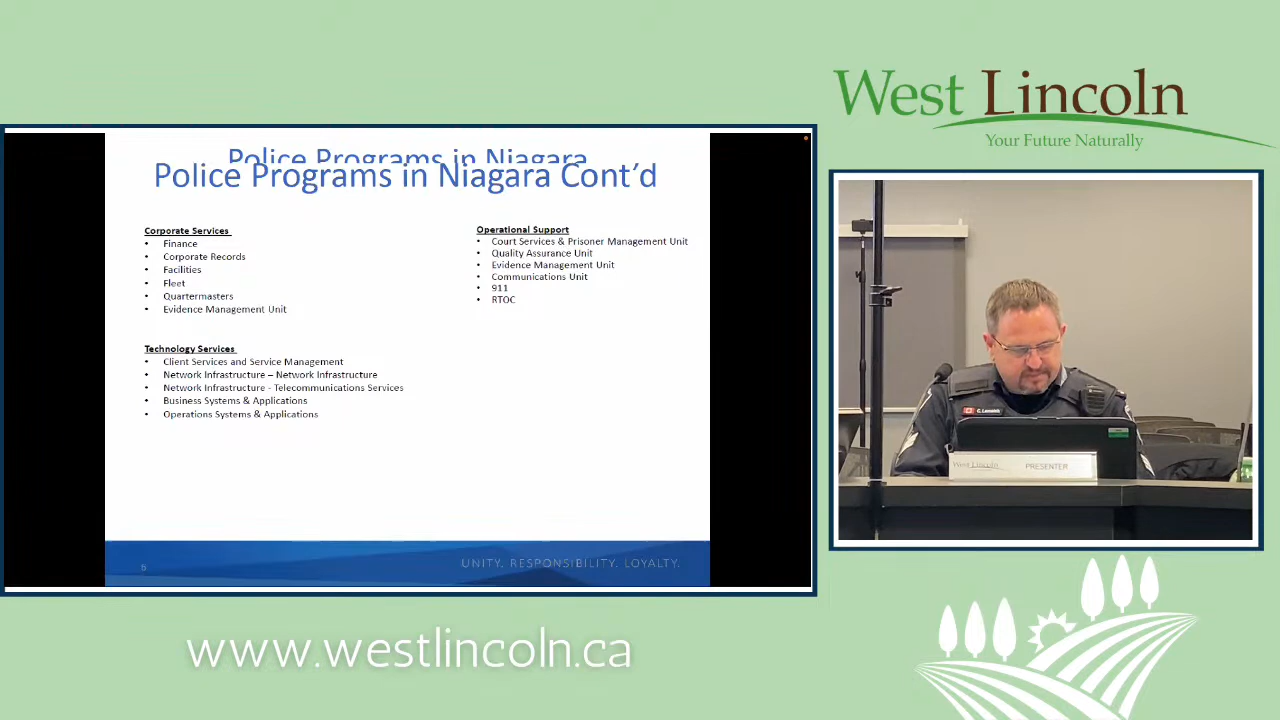 Police Programs in Niagara
Police Programs in Niagara Cont'd
Corporate Services
• Finance
• Corporate Records
• Facilities
• Fleet
• Quartermasters
• Evidence Management Unit
Technology Services
• Client Services and Service Management
• Network Infrastructure – Network Infrastructure
• Network Infrastructure - Telecommunications Services
• Business Systems & Applications
• Operations Systems & Applications
Operational Support
• Court Services & Prisoner Management Unit
• Quality Assurance Unit
• Evidence Management Unit
• Communications Unit
• 911
• RTOC
UNITY. RESPONSIBILITY. LOYALTY.
West Lincoln
Your Future Naturally
West Lincoln PRESENTER
www.westlincoln.ca